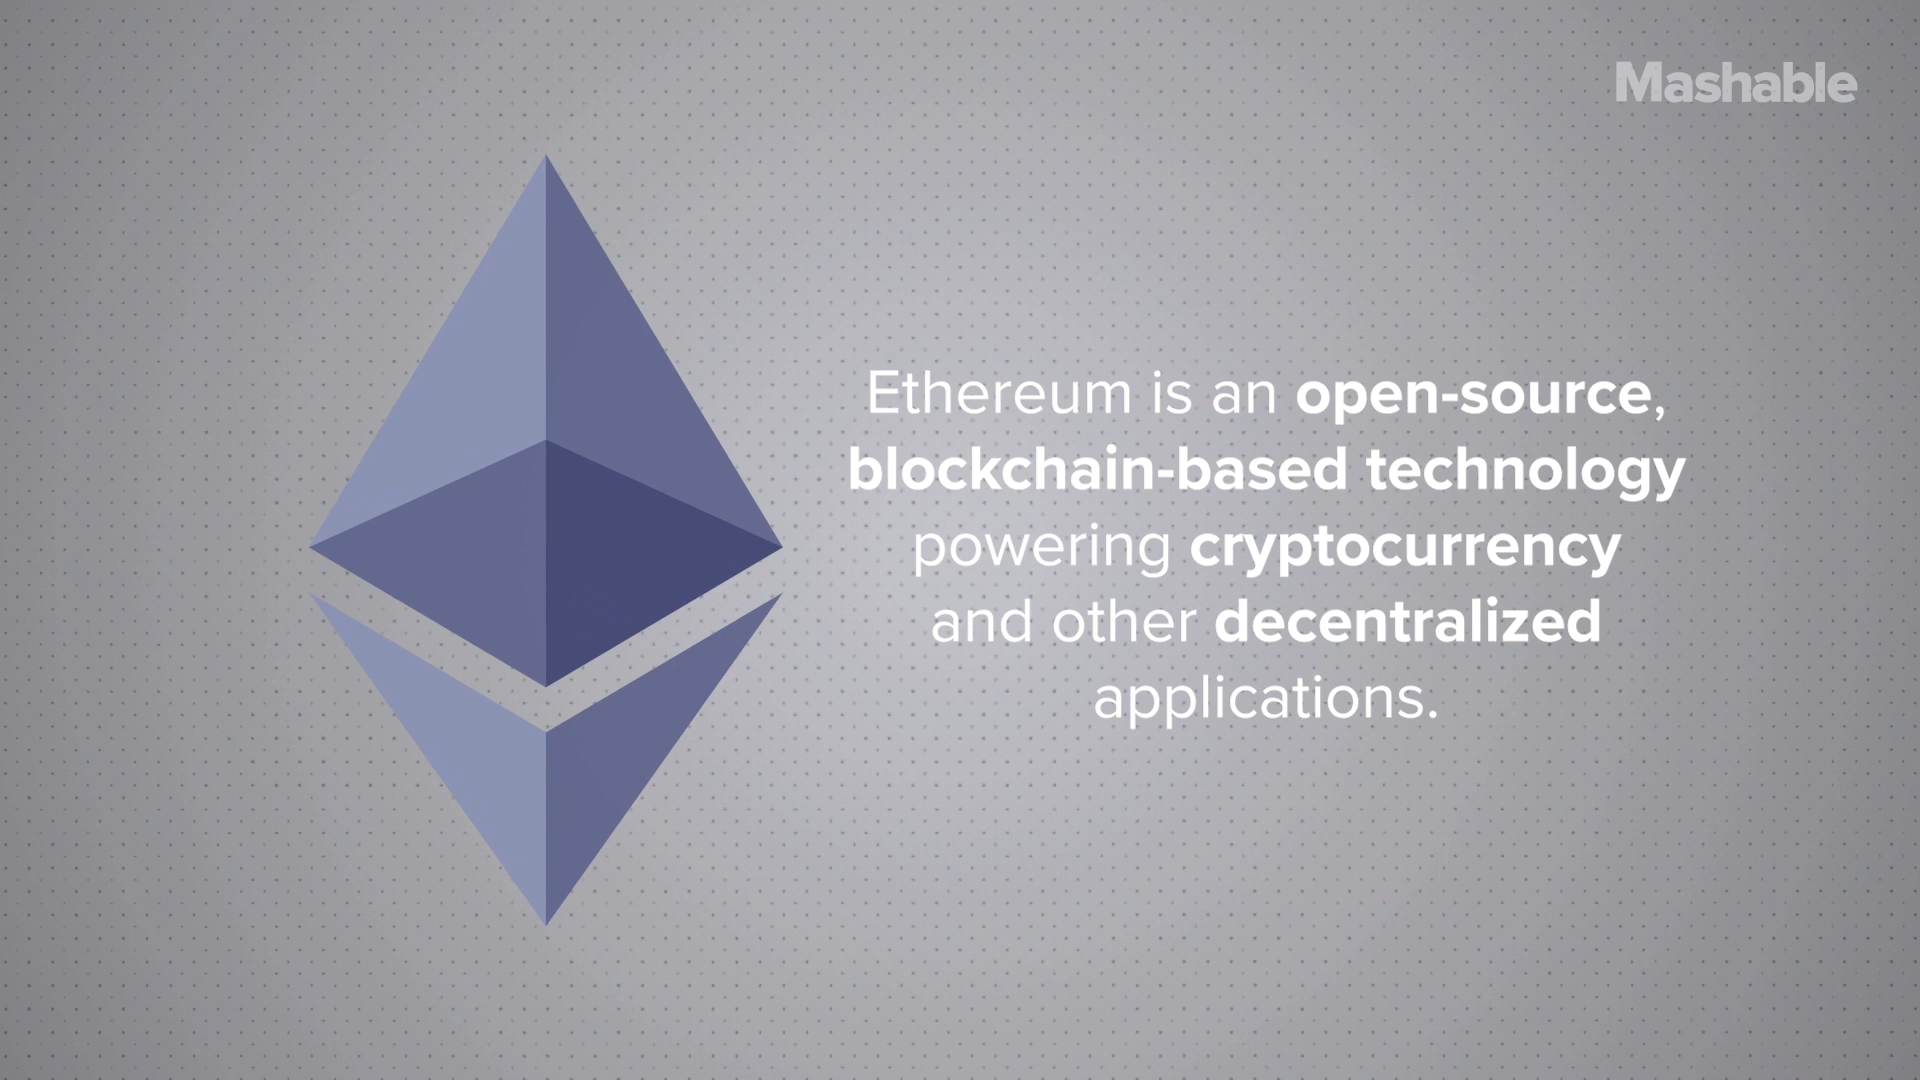 Mashable
Ethereum is an open-source,
blockchain-based technology
powering cryptocurrency
and other decentralized
applications.